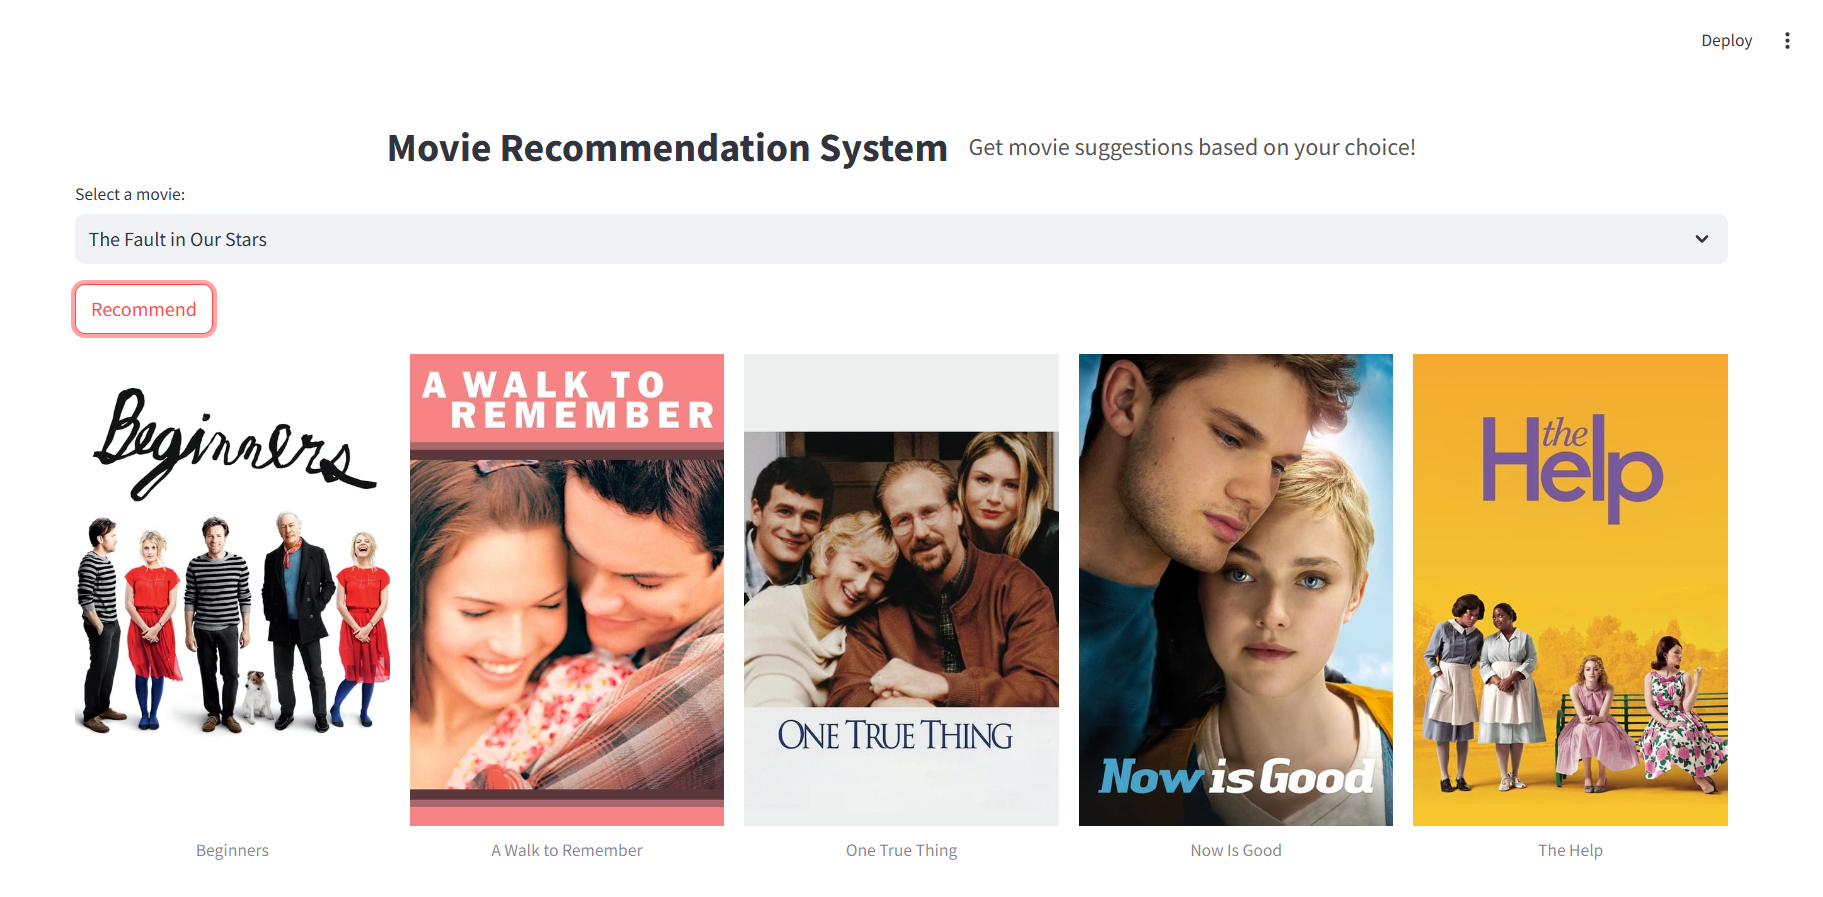 Deploy
Movie Recommendation System Get movie suggestions based on your choice!
Select a movie:
The Fault in Our Stars
Recommend
Beginners
A WALK TO
REMEMBER
ONE TRUE THING
Now is Good
the
Help
Beginners
A Walk to Remember
One True Thing
Now Is Good
The Help